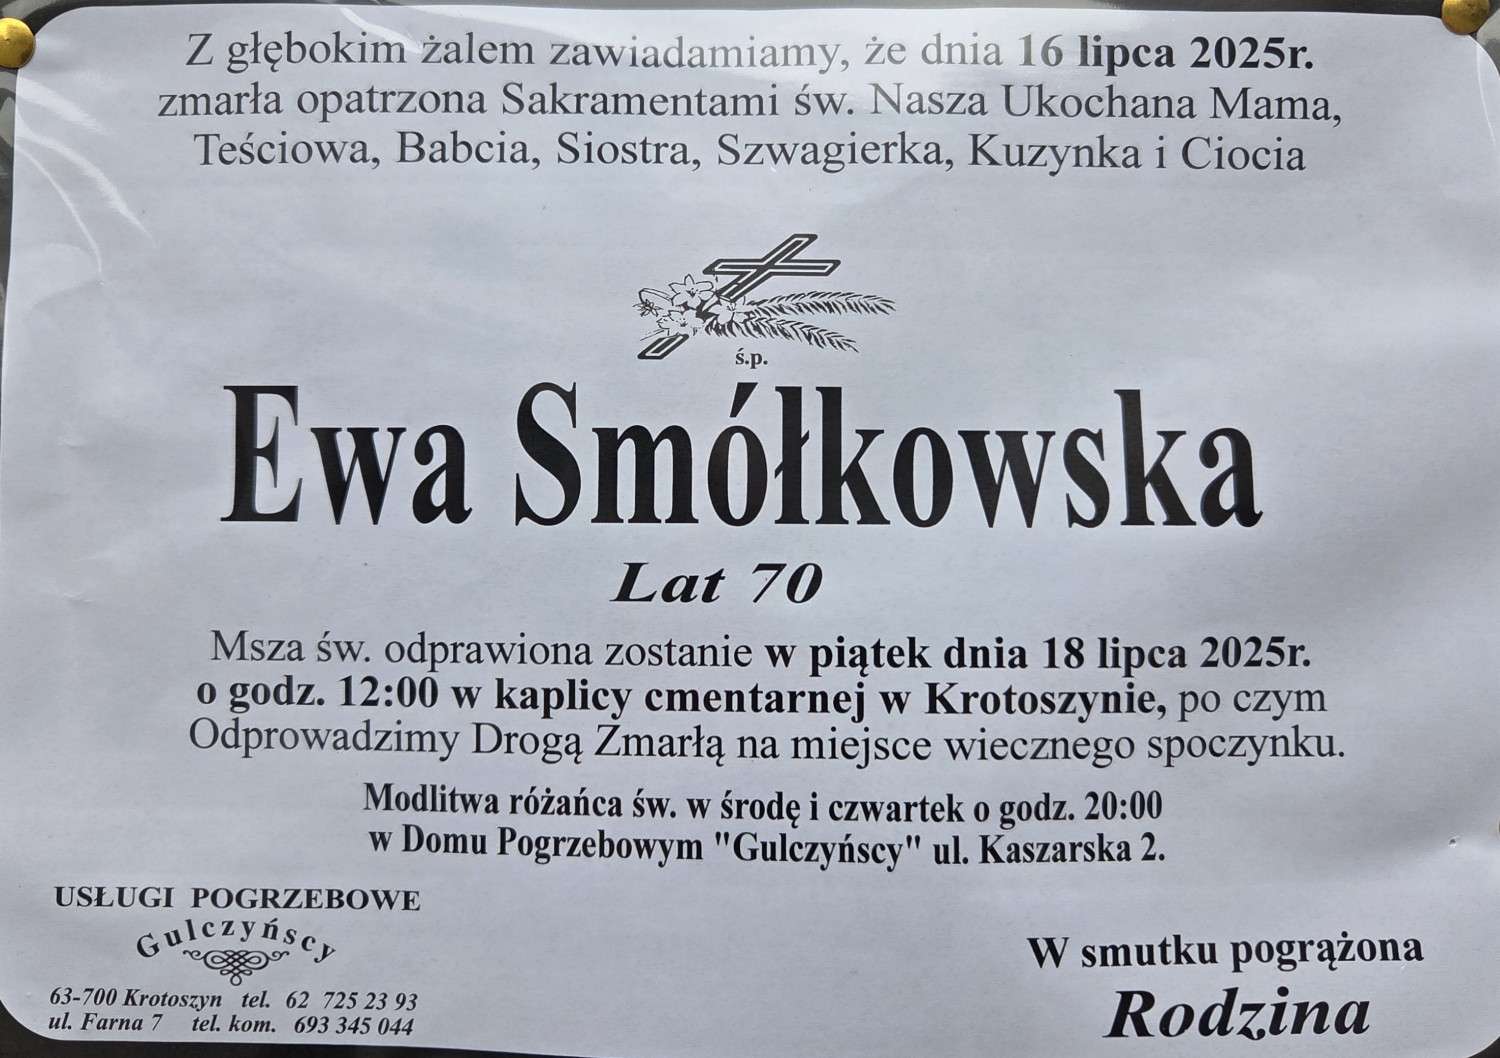 Z głębokim żalem zawiadamiamy, że dnia 16 lipca 2025r.
zmarła opatrzona Sakramentami św. Nasza Ukochana Mama,
Teściowa, Babcia, Siostra, Szwagierka, Kuzynka i Ciocia
ś.p.
Ewa Smółkowska
Lat 70
Msza św. odprawiona zostanie w piątek dnia 18 lipca 2025r.
o godz. 12:00 w kaplicy cmentarnej w Krotoszynie, po czym
Odprowadzimy Drogą Zmarłą na miejsce wiecznego spoczynku.
Modlitwa różańca św. w środę i czwartek o godz. 20:00
w Domu Pogrzebowym "Gulczyńscy" ul. Kaszarska 2.
USŁUGI POGRZEBOWE
Gulczyńscy
63-700 Krotoszyn tel. 62 725 23 93
ul. Farna 7 tel. kom. 693 345 044
W smutku pogrążona
Rodzina